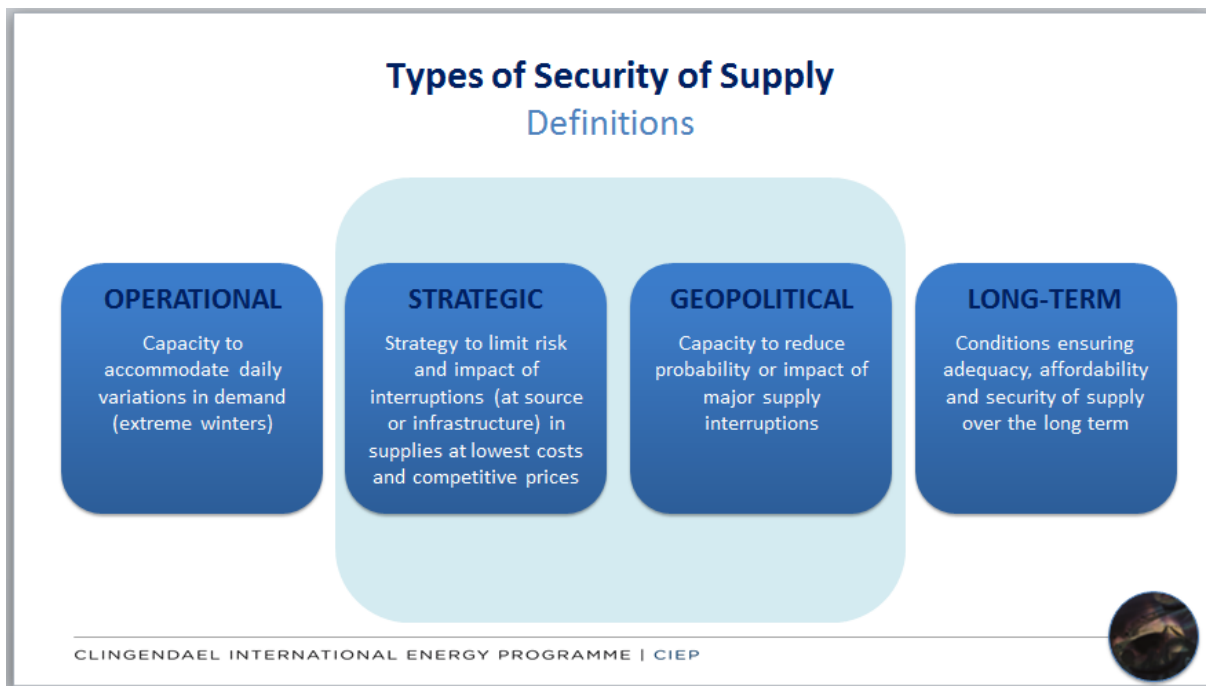 Types of Security of Supply
Definitions
OPERATIONAL
Capacity to
accommodate daily
variations in demand
(extreme winters)
STRATEGIC
Strategy to limit risk
and impact of
interruptions (at source
or infrastructure) in
supplies at lowest costs
and competitive prices
GEOPOLITICAL
Capacity to reduce
probability or impact of
major supply
interruptions
LONG-TERM
Conditions ensuring
adequacy, affordability
and security of supply
over the long term
CLINGENDAEL INTERNATIONAL ENERGY PROGRAMME | CIEP